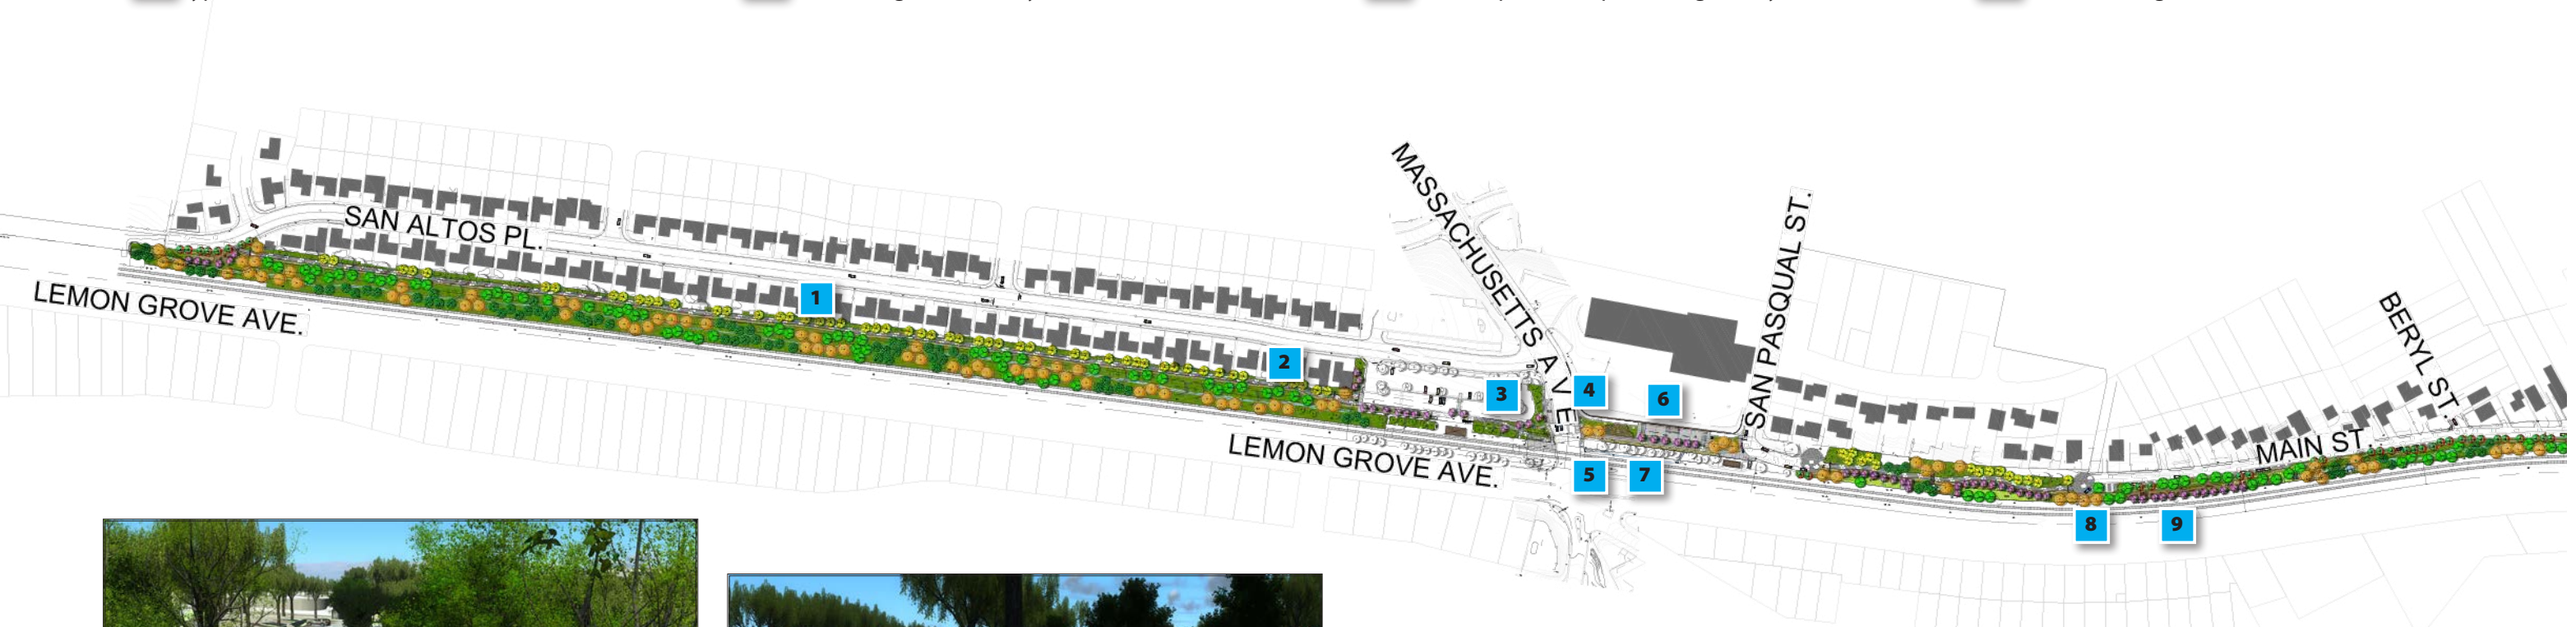 SAN ALTOS PL.
LEMON GROVE AVE.
MASSACHUSETTS AVE
SAN PASQUAL ST.
BERYL ST.
MAIN ST.
LEMON GROVE AVE.
1
2
3
4
5
6
7
8
9